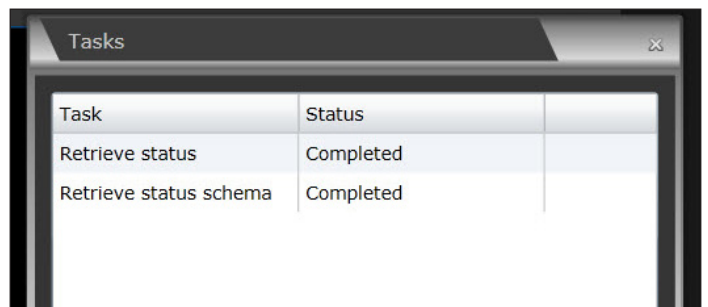 Tasks
Task Status
Retrieve status Completed
Retrieve status schema Completed